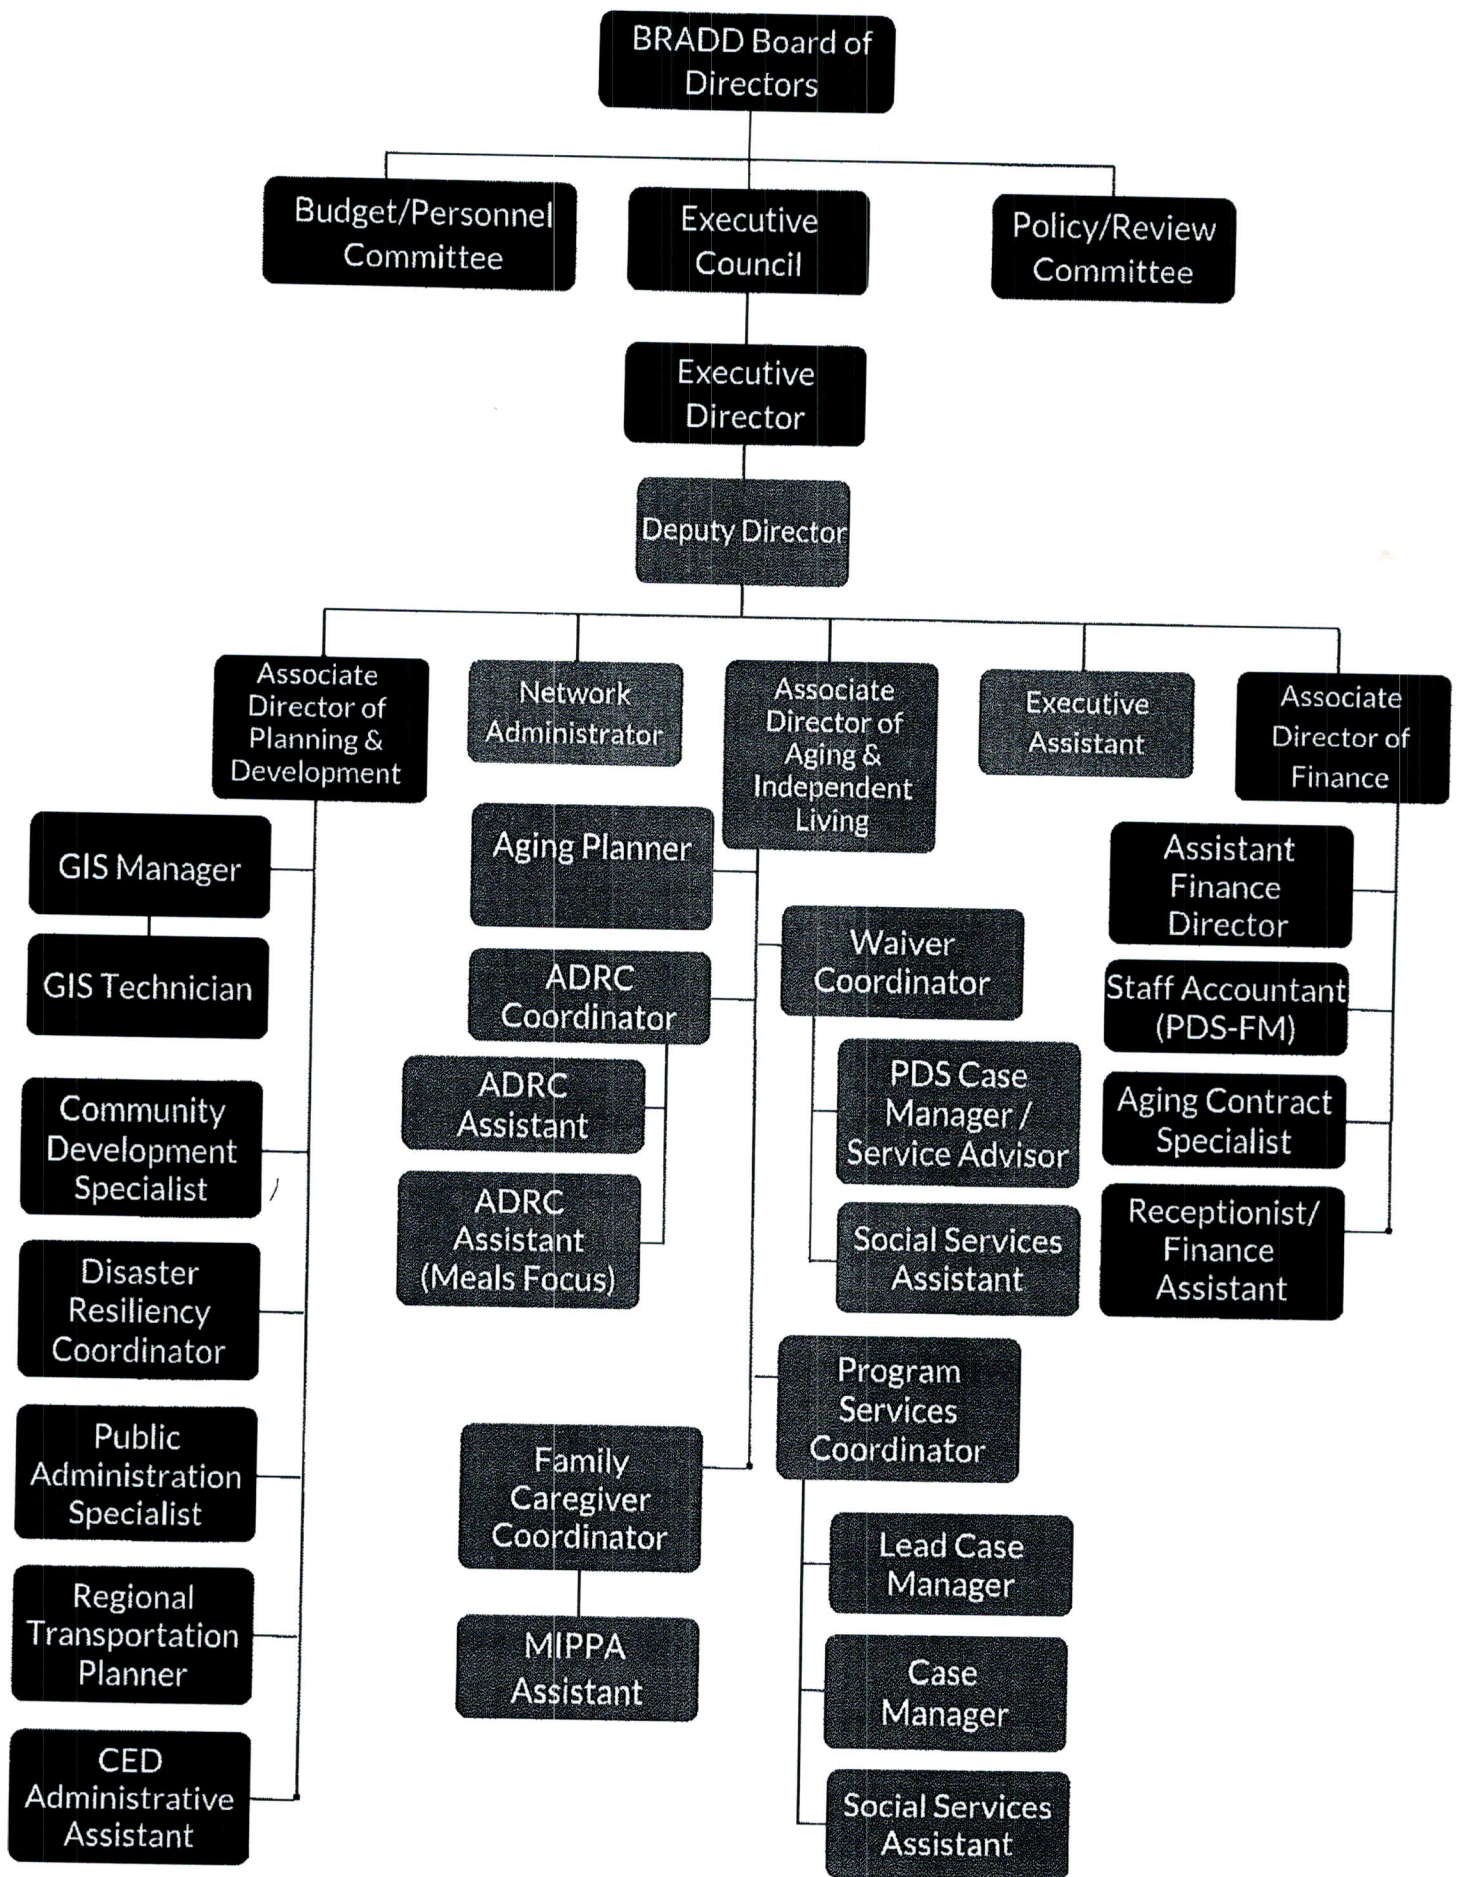 BRADD Board of
Directors
Budget/Personnel
Committee
Executive
Council
Policy/Review
Committee
Executive
Director
Deputy Director
Associate
Director of
Planning &
Development
Network
Administrator
Associate
Director of
Aging &
Independent
Living
Executive
Assistant
Associate
Director of
Finance
GIS Manager
GIS Technician
Community
Development
Specialist
Disaster
Resiliency
Coordinator
Public
Administration
Specialist
Regional
Transportation
Planner
CED
Administrative
Assistant
Aging Planner
ADRC
Coordinator
ADRC
Assistant
ADRC
Assistant
(Meals Focus)
Family
Caregiver
Coordinator
MIPPA
Assistant
Waiver
Coordinator
PDS Case
Manager /
Service Advisor
Social Services
Assistant
Program
Services
Coordinator
Lead Case
Manager
Case
Manager
Social Services
Assistant
Assistant
Finance
Director
Staff Accountant
(PDS-FM)
Aging Contract
Specialist
Receptionist/
Finance
Assistant